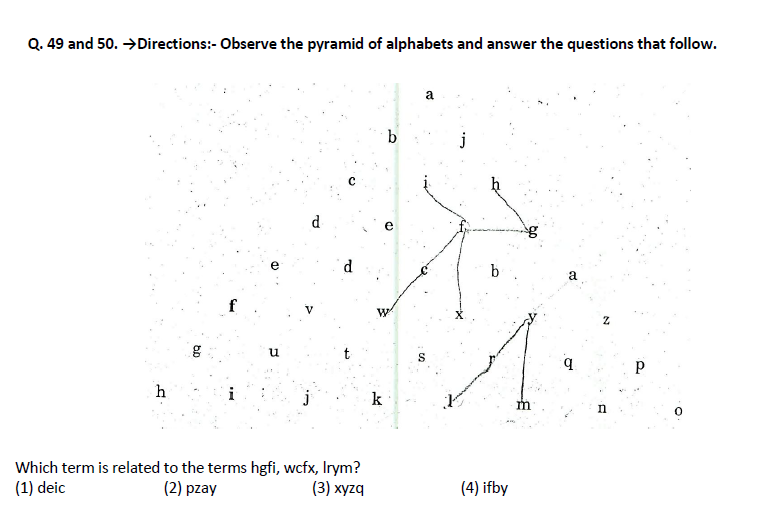 Q. 49 and 50. →Directions:- Observe the pyramid of alphabets and answer the questions that follow.
a
b j
c i h
d e f g
e d c b a
f v w x y z
g u t s r q p
h i j k l m n o
Which term is related to the terms hgfi, wcfx, lrym?
(1) deic (2) pzay (3) xyzq (4) ifby